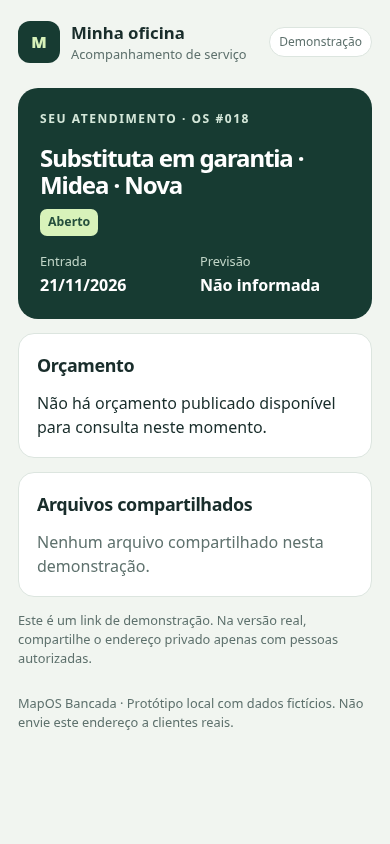 M
Minha oficina
Acompanhamento de serviço
Demonstração
SEU ATENDIMENTO · OS #018
Substituta em garantia ·
Midea · Nova
Aberto
Entrada
Previsão
21/11/2026
Não informada
Orçamento
Não há orçamento publicado disponível
para consulta neste momento.
Arquivos compartilhados
Nenhum arquivo compartilhado nesta
demonstração.
Este é um link de demonstração. Na versão real,
compartilhe o endereço privado apenas com pessoas
autorizadas.
MapOS Bancada · Protótipo local com dados fictícios. Não
envie este endereço a clientes reais.